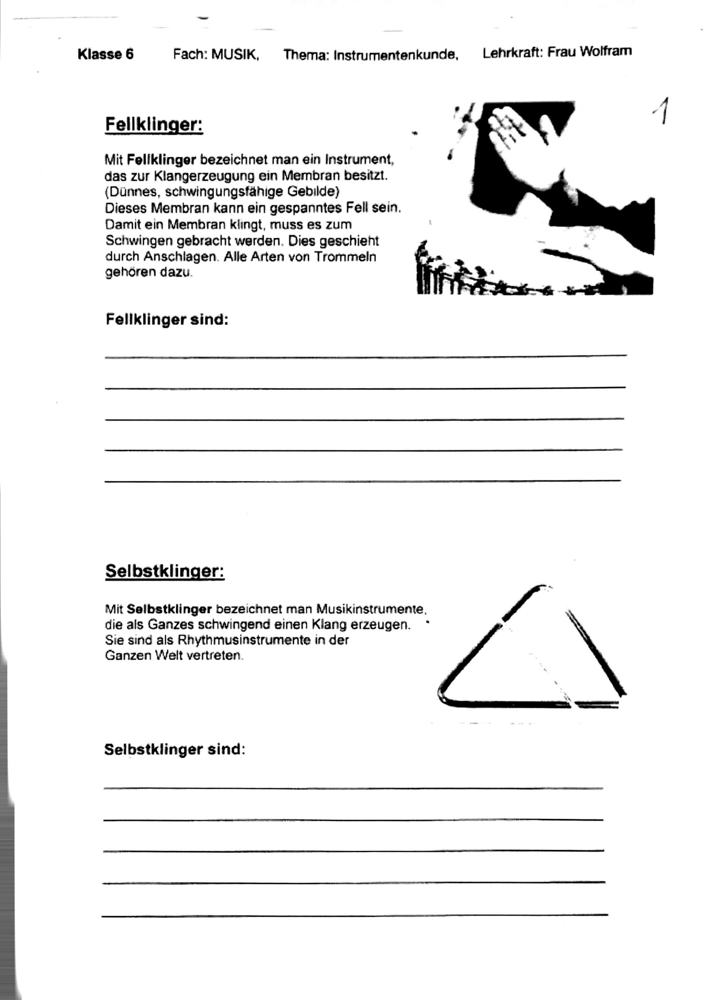 Klasse 6 Fach: MUSIK, Thema: Instrumentenkunde, Lehrkraft: Frau Wolfram
1
Fellklinger:
Mit Fellklinger bezeichnet man ein Instrument,
das zur Klangerzeugung ein Membran besitzt.
(Dünnes, schwingungsfähige Gebilde)
Dieses Membran kann ein gespanntes Fell sein.
Damit ein Membran klingt, muss es zum
Schwingen gebracht werden. Dies geschieht
durch Anschlagen. Alle Arten von Trommeln
gehören dazu.
Fellklinger sind:
Selbstklinger:
Mit Selbstklinger bezeichnet man Musikinstrumente,
die als Ganzes schwingend einen Klang erzeugen.
Sie sind als Rhythmusinstrumente in der
Ganzen Welt vertreten.
Selbstklinger sind: